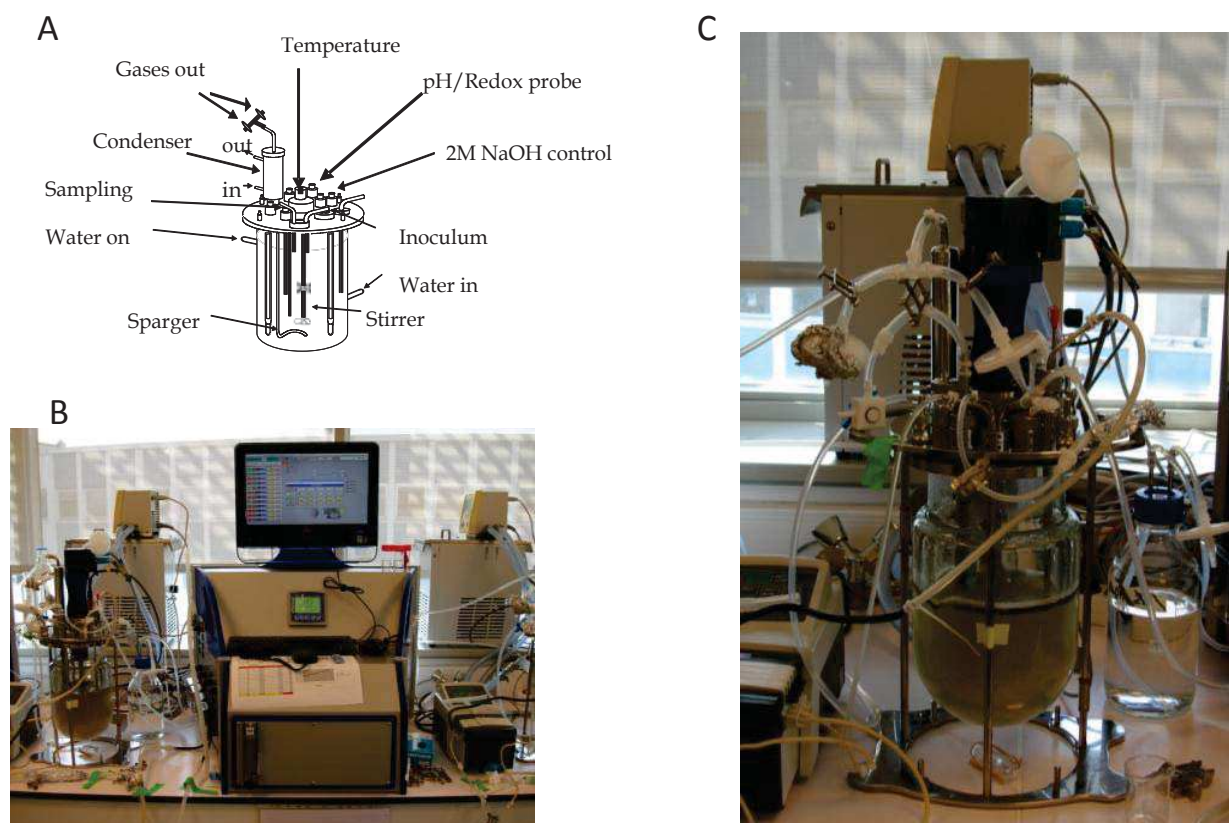 A
Temperature
Gases out
pH/Redox probe
Condenser
out
2M NaOH control
Sampling
in
Water on
Inoculum
Water in
Sparger
Stirrer
B
C